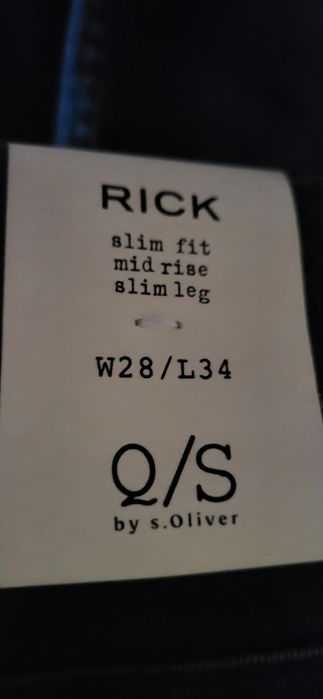 RICK
slim fit
mid rise
slim leg
W28/L34
Q/S
by s.Oliver